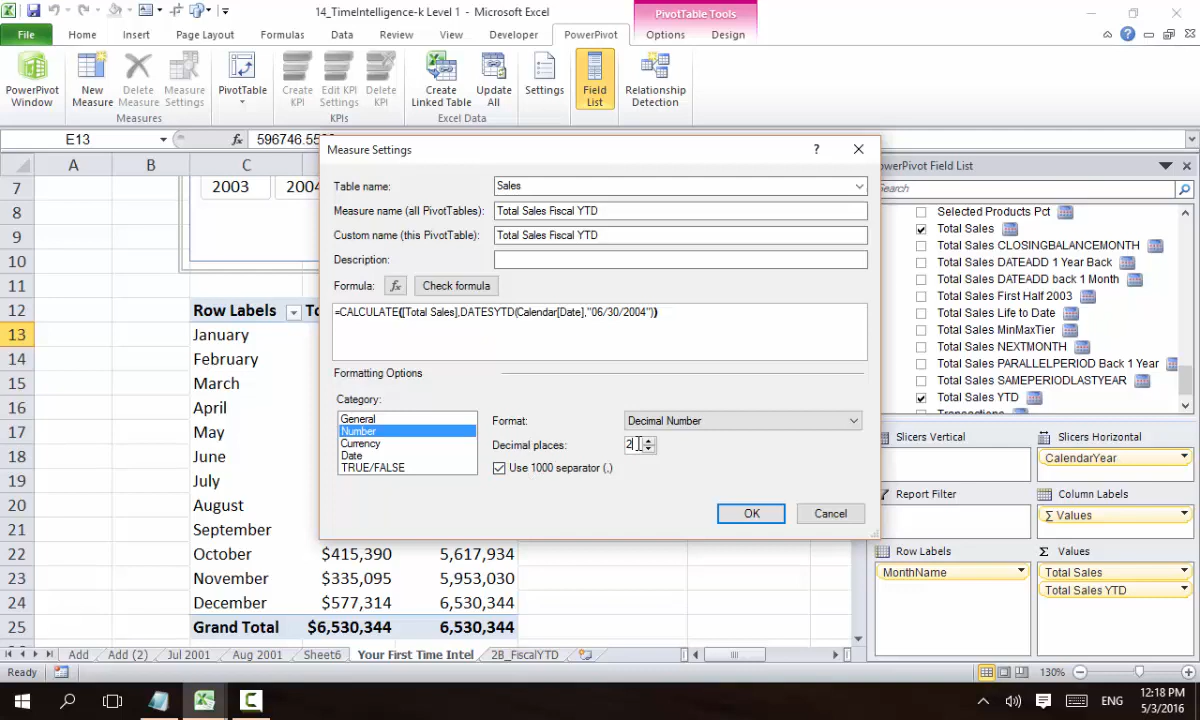 14_TimeIntelligence-k Level 1 - Microsoft Excel
PivotTable Tools
File Home Insert Page Layout Formulas Data Review View Developer PowerPivot Options Design
PowerPivot Window
New Measure
Delete Measure
Measure Settings
PivotTable
Create KPI
Edit KPI Settings
Delete KPI
Create Linked Table
Update All
Settings
Field List
Relationship Detection
Measures KPIs Excel Data
E13 fx 596746.55
A B C
7 2003 2004
8
9
10
11
12 Row Labels
13 January
14 February
15 March
16 April
17 May
18 June
19 July
20 August
21 September
22 October $415,390 5,617,934
23 November $335,095 5,953,030
24 December $577,314 6,530,344
25 Grand Total $6,530,344 6,530,344
Measure Settings ?
Table name: Sales
Measure name (all PivotTables): Total Sales Fiscal YTD
Custom name (this PivotTable): Total Sales Fiscal YTD
Description:
Formula: fx Check formula
=CALCULATE([Total Sales],DATESYTD(Calendar[Date],"06/30/2004"))
Formatting Options
Category:
General
Number
Currency
Date
TRUE/FALSE
Format: Decimal Number
Decimal places: 2
Use 1000 separator (,)
OK Cancel
owerPivot Field List
Search
Selected Products Pct
Total Sales
Total Sales CLOSINGBALANCEMONTH
Total Sales DATEADD 1 Year Back
Total Sales DATEADD back 1 Month
Total Sales First Half 2003
Total Sales Life to Date
Total Sales MinMaxTier
Total Sales NEXTMONTH
Total Sales PARALLELPERIOD Back 1 Year
Total Sales SAMEPERIODLASTYEAR
Total Sales YTD
Transactions
Slicers Vertical
Slicers Horizontal
CalendarYear
Report Filter
Column Labels
Σ Values
Row Labels
MonthName
Σ Values
Total Sales
Total Sales YTD
Add Add (2) Jul 2001 Aug 2001 Sheet6 Your First Time Intel 2B_FiscalYTD
Ready 130%
ENG
12:18 PM
5/3/2016